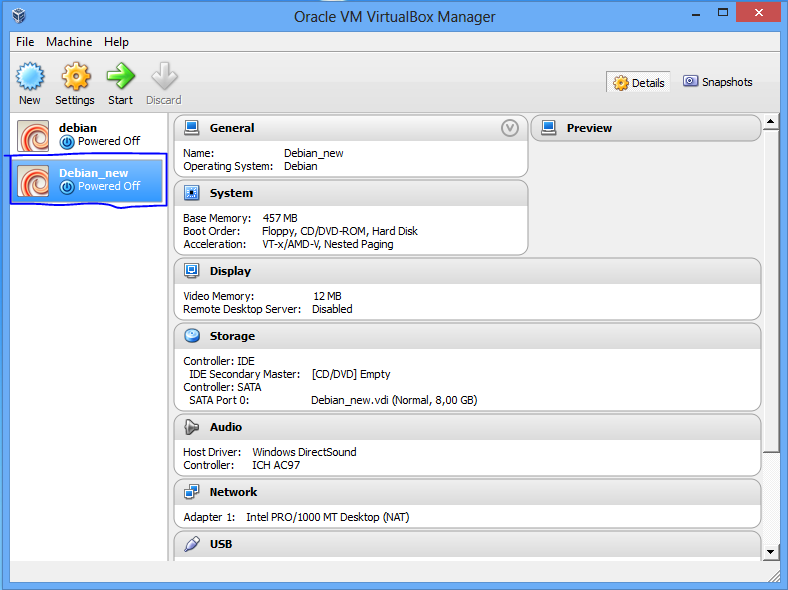 Oracle VM VirtualBox Manager
File Machine Help
New Settings Start Discard
Details Snapshots
debian
Powered Off
Debian_new
Powered Off
General
Name: Debian_new
Operating System: Debian
Preview
System
Base Memory: 457 MB
Boot Order: Floppy, CD/DVD-ROM, Hard Disk
Acceleration: VT-x/AMD-V, Nested Paging
Display
Video Memory: 12 MB
Remote Desktop Server: Disabled
Storage
Controller: IDE
IDE Secondary Master: [CD/DVD] Empty
Controller: SATA
SATA Port 0: Debian_new.vdi (Normal, 8,00 GB)
Audio
Host Driver: Windows DirectSound
Controller: ICH AC97
Network
Adapter 1: Intel PRO/1000 MT Desktop (NAT)
USB